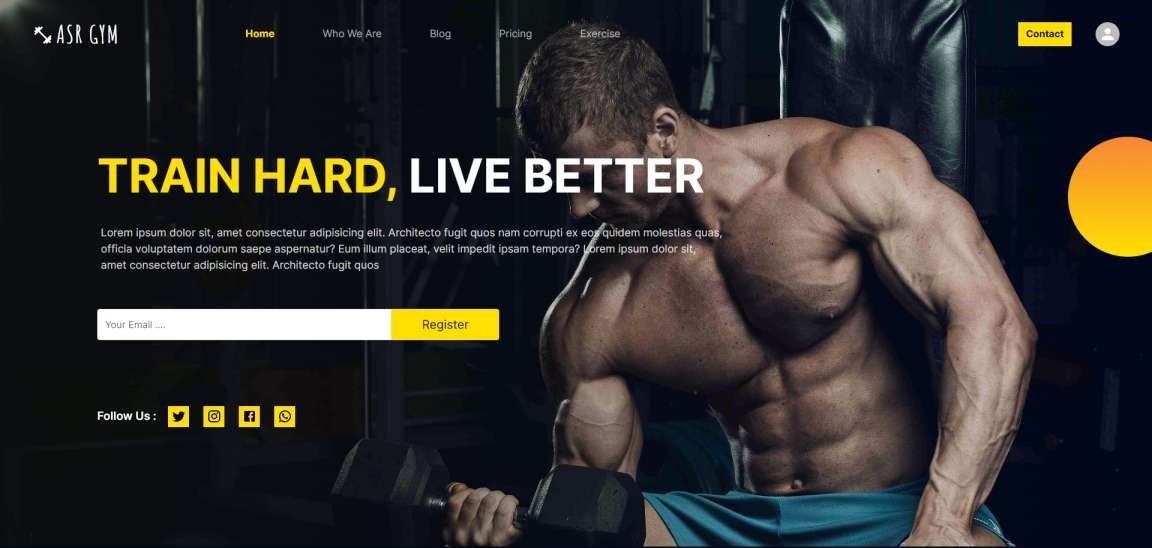 ASR GYM
Home
Who We Are
Blog
Pricing
Exercise
Contact
TRAIN HARD, LIVE BETTER
Lorem ipsum dolor sit, amet consectetur adipisicing elit. Architecto fugit quos nam corrupti ex eos quidem molestias quas,
officia voluptatem dolorum saepe aspernatur? Eum illum placeat, velit impedit ipsam tempora? Lorem ipsum dolor sit,
amet consectetur adipisicing elit. Architecto fugit quos
Your Email ....
Register
Follow Us :